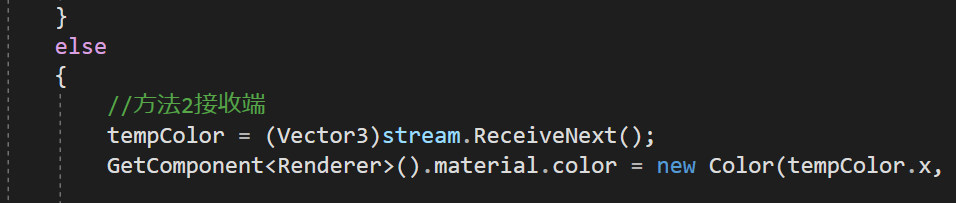 }
else
{
//方法2接收端
tempColor = (Vector3)stream.ReceiveNext();
GetComponent<Renderer>().material.color = new Color(tempColor.x,